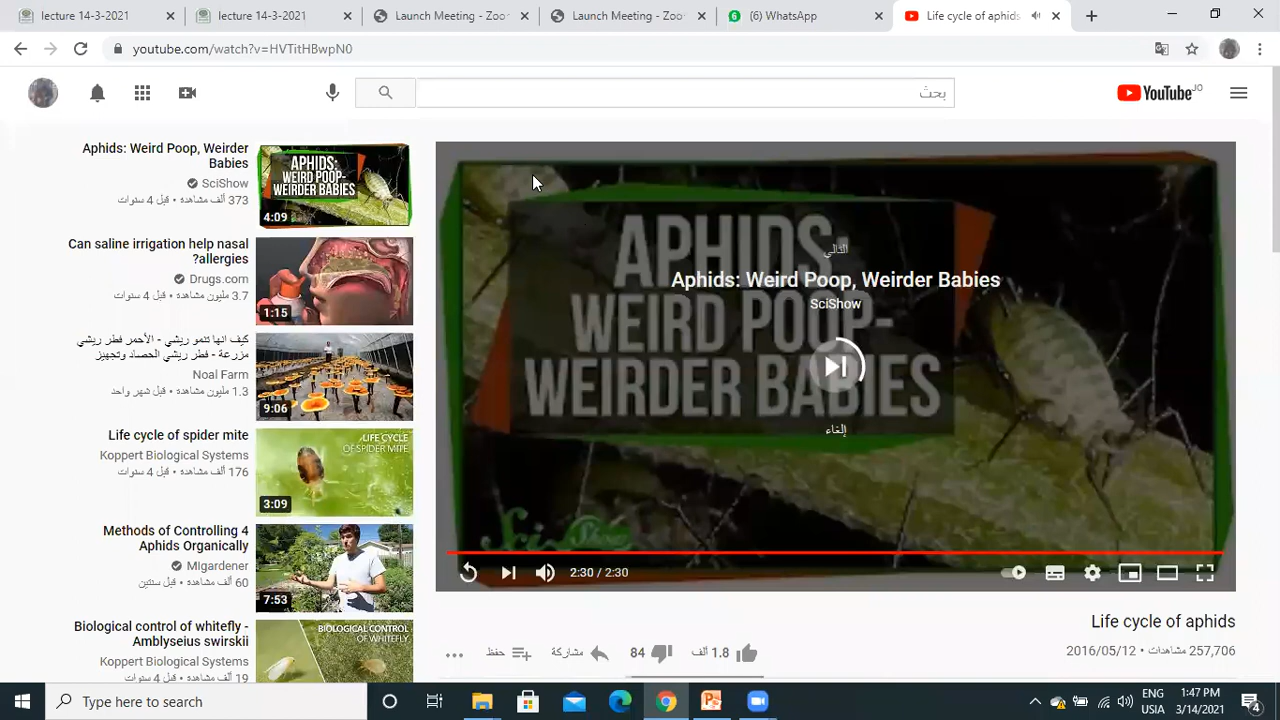 lecture 14-3-2021
lecture 14-3-2021
Launch Meeting - Zoo
Launch Meeting - Zoo
(6) WhatsApp
Life cycle of aphids
youtube.com/watch?v=HVTitHBwpN0
بحث
YouTube JO
Aphids: Weird Poop, Weirder
Babies
SciShow
373 ألف مشاهدة • قبل 4 سنوات
APHIDS:
WEIRD POOP-
WEIRDER BABIES
4:09
Can saline irrigation help nasal
allergies?
Drugs.com
3.7 مليون مشاهدة • قبل 4 سنوات
1:15
كيف انها تنمو ريشي - الأحمر فطر ريشي
مزرعة - فطر ريشي الحصاد وتجهيز
Noal Farm
1.3 مليون مشاهدة • قبل شهر واحد
9:06
Life cycle of spider mite
Koppert Biological Systems
176 ألف مشاهدة • قبل 4 سنوات
LIFE CYCLE
OF SPIDER MITE
3:09
Methods of Controlling 4
Aphids Organically
MIgardener
60 ألف مشاهدة • قبل سنتين
7:53
Biological control of whitefly -
Amblyseius swirskii
Koppert Biological Systems
19 ألف مشاهدة • قبل 4 سنوات
BIOLOGICAL CONTROL
OF WHITEFLY
APHIDS:
WEIRD POOP-
WEIRDER BABIES
التالي
Aphids: Weird Poop, Weirder Babies
SciShow
إلغاء
2:30 / 2:30
Life cycle of aphids
257,706 مشاهدات • 2016/05/12
1.8 ألف
84
مشاركة
حفظ
Type here to search
ENG
USIA
1:47 PM
3/14/2021
4